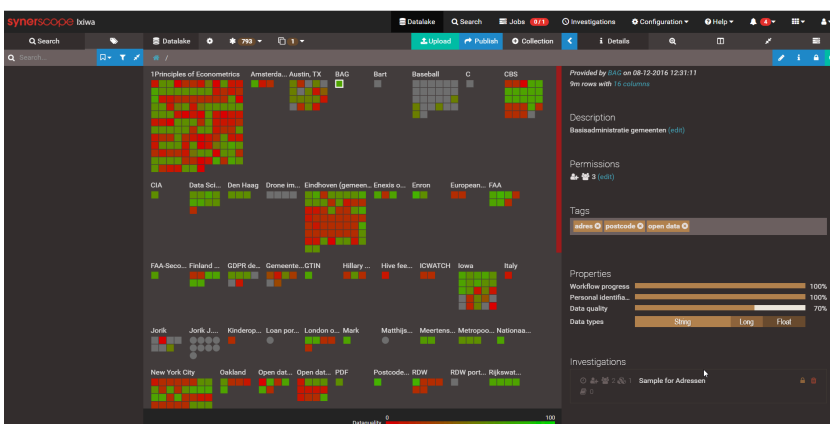 synerscope Ixiwa
Datalake Search Jobs 0/1 Investigations Configuration Help 4
Search Datalake 793 1 Upload Publish Collection Details
Search...
/
Provided by BAG on 08-12-2016 12:31:11
9m rows with 16 columns
Description
Basisadministratie gemeenten (edit)
Permissions
3 (edit)
Tags
adres postcode open data
Properties
Workflow progress 100%
Personal identifia... 100%
Data quality 70%
Data types String Long Float
Investigations
2 1 Sample for Adressen
0
1Principles of Econometrics Amsterda... Austin, TX BAG Bart Baseball C CBS
CIA Data Sci... Den Haag Drone im... Eindhoven (gemeen... Enexis o... Enron European... FAA
FAA-Seco... Finland ... GDPR de... Gemeente... GTIN Hillary ... Hive fee... ICWATCH Iowa Italy
Jorik Jorik J.... Kinderop... Loan por... London o... Mark Matthijs... Meertens... Metropoo... Nationaa...
New York City Oakland Open dat... Open dat... PDF Postcode... RDW RDW port... Rijkswat...
0 100
Dataquality